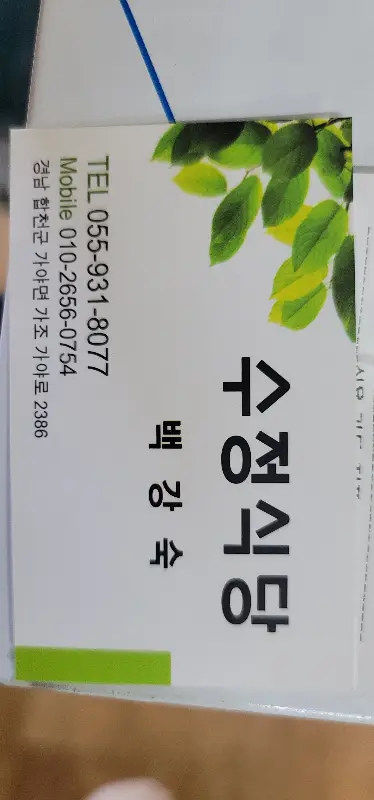 수정식당
백강숙
TEL 055-931-8077
Mobile 010-2656-0754
경남 합천군 가야면 가조 가야로 2386